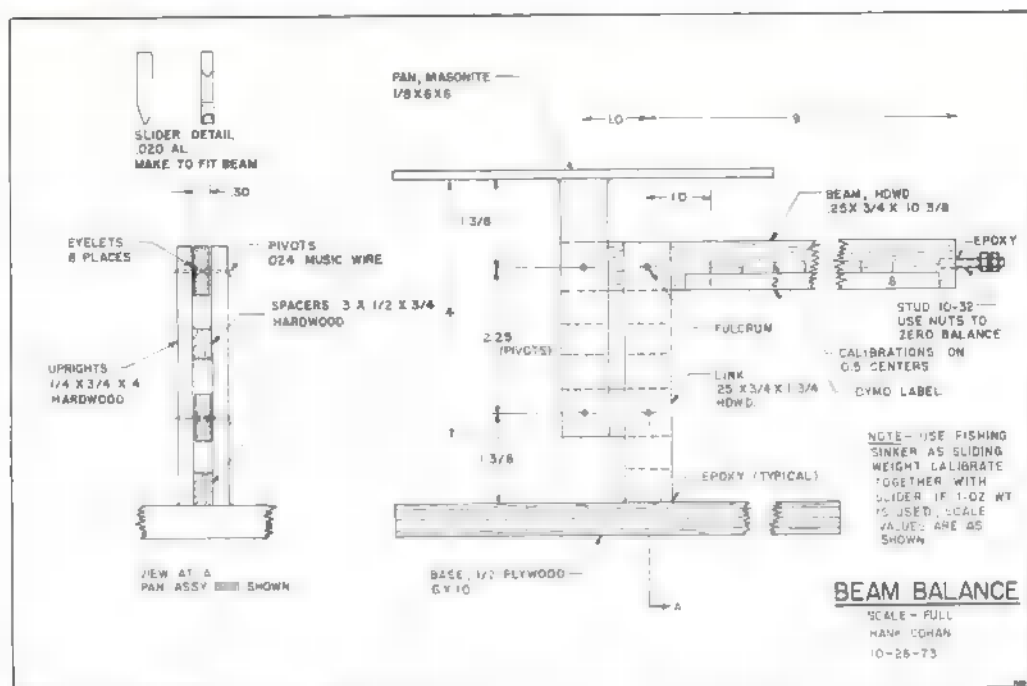 SLIDER DETAIL
.020 AL
MAKE TO FIT BEAM
.30
EYELETS
8 PLACES
PIVOTS
.024 MUSIC WIRE
SPACERS 3 X 1/2 X 3/4
HARDWOOD
UPRIGHTS
1/4 X 3/4 X 4
HARDWOOD
VIEW AT A
PAN ASSY SHOWN
PAN, MASONITE
1/8X6X6
1.0
9
1 3/8
1.0
BEAM, HDWD
.25X 3/4 X 10 3/8
EPOXY
2
8
STUD 10-32
USE NUTS TO
ZERO BALANCE
2.25
(PIVOTS)
FULCRUM
CALIBRATIONS ON
0.5 CENTERS
LINK
.25 X 3/4 X 1 3/4
HDWD.
DYMO LABEL
4
1 3/8
EPOXY (TYPICAL)
NOTE- USE FISHING
SINKER AS SLIDING
WEIGHT CALIBRATE
TOGETHER WITH
SLIDER. IF 1-OZ WT
IS USED, SCALE
VALUES ARE AS
SHOWN
BASE, 1/2 PLYWOOD
6 X 10
A
BEAM BALANCE
SCALE - FULL
HANK COHAN
10-26-73